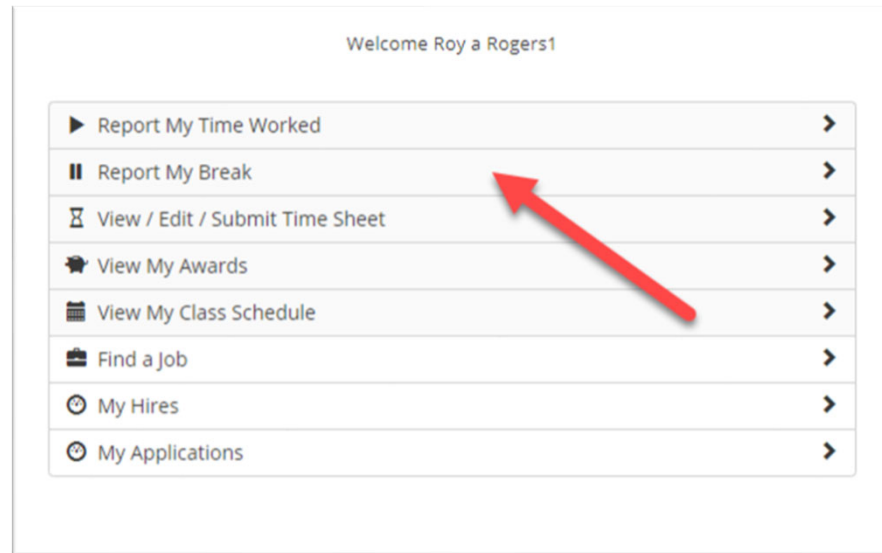 Welcome Roy a Rogers1
Report My Time Worked
Report My Break
View / Edit / Submit Time Sheet
View My Awards
View My Class Schedule
Find a Job
My Hires
My Applications